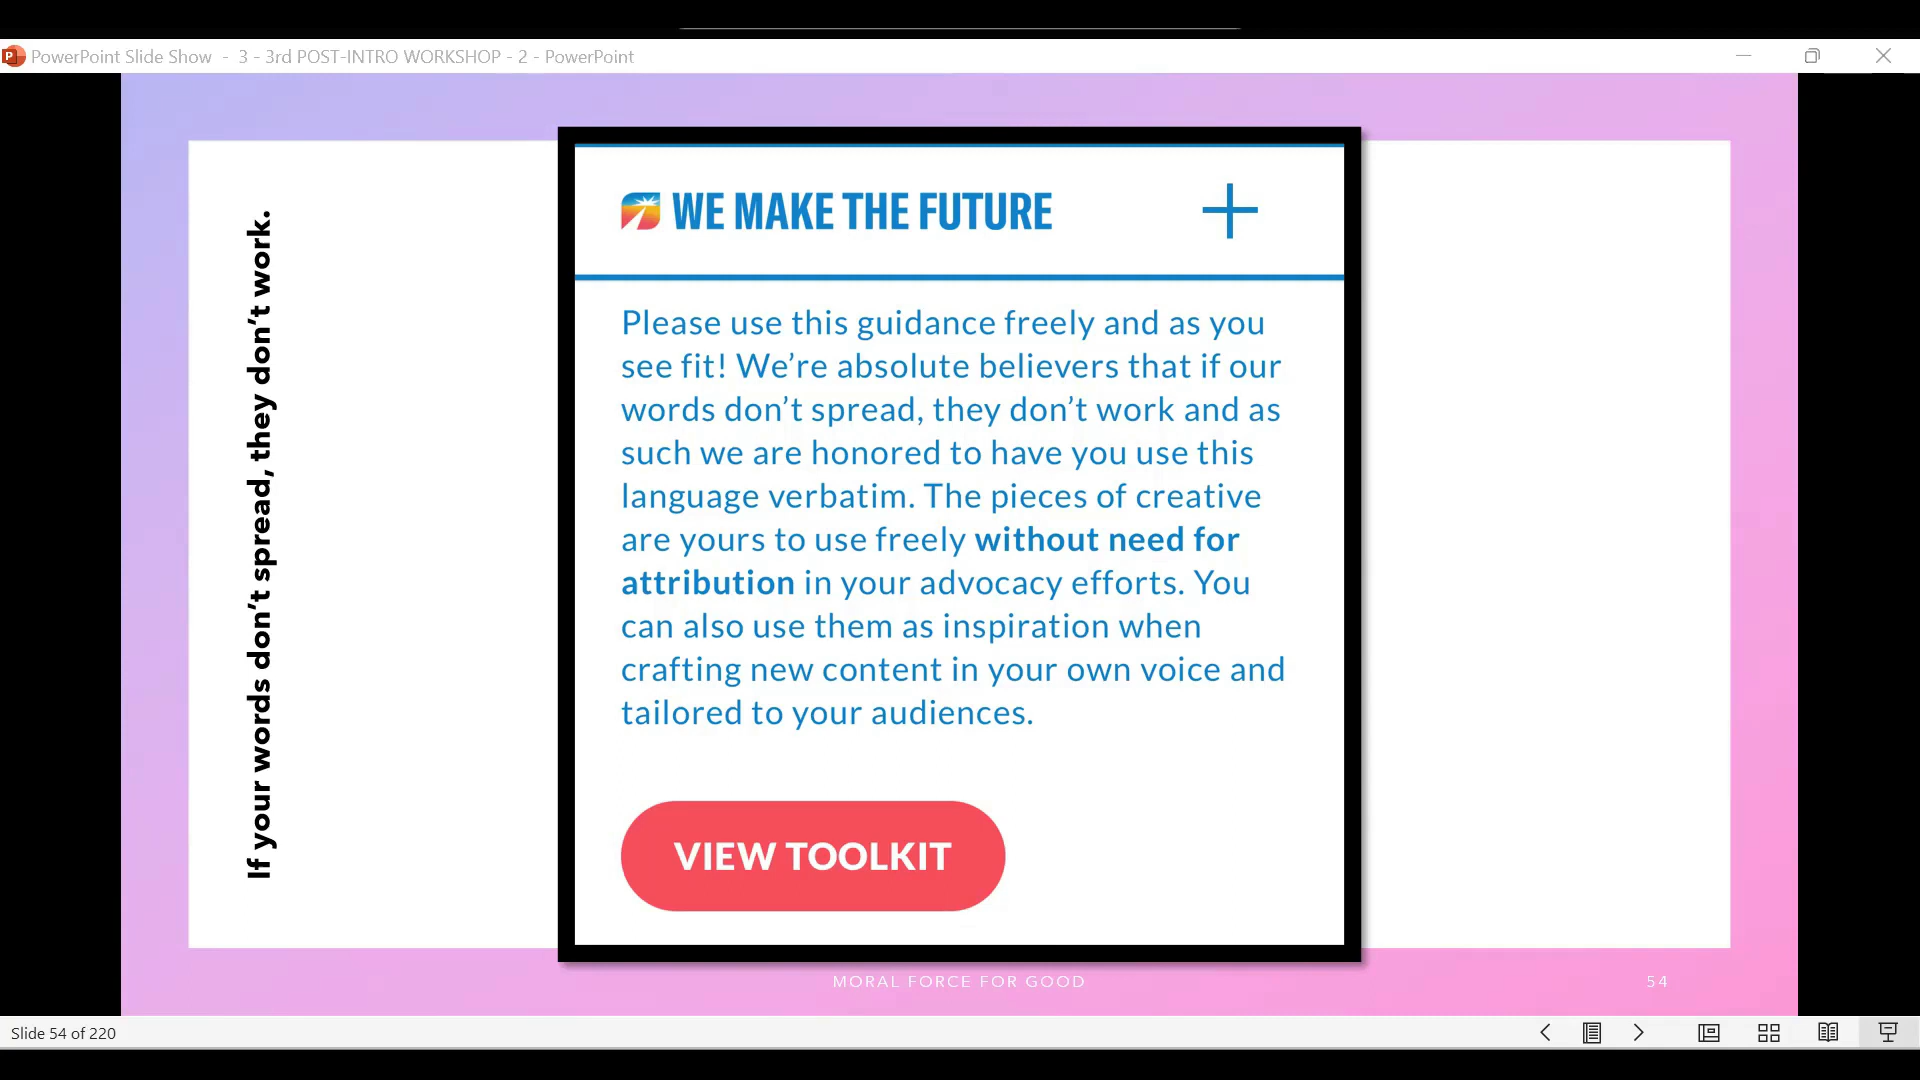 PowerPoint Slide Show - 3 - 3rd POST-INTRO WORKSHOP - 2 - PowerPoint
If your words don't spread, they don't work.
WE MAKE THE FUTURE
Please use this guidance freely and as you
see fit! We’re absolute believers that if our
words don’t spread, they don’t work and as
such we are honored to have you use this
language verbatim. The pieces of creative
are yours to use freely without need for
attribution in your advocacy efforts. You
can also use them as inspiration when
crafting new content in your own voice and
tailored to your audiences.
VIEW TOOLKIT
MORAL FORCE FOR GOOD
54
Slide 54 of 220